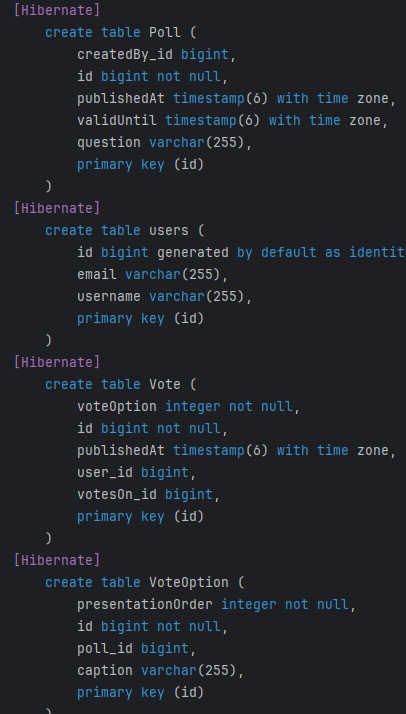 [Hibernate]
create table Poll (
createdBy_id bigint,
id bigint not null,
publishedAt timestamp(6) with time zone,
validUntil timestamp(6) with time zone,
question varchar(255),
primary key (id)
)
[Hibernate]
create table users (
id bigint generated by default as identit
email varchar(255),
username varchar(255),
primary key (id)
)
[Hibernate]
create table Vote (
voteOption integer not null,
id bigint not null,
publishedAt timestamp(6) with time zone,
user_id bigint,
votesOn_id bigint,
primary key (id)
)
[Hibernate]
create table VoteOption (
presentationOrder integer not null,
id bigint not null,
poll_id bigint,
caption varchar(255),
primary key (id)
)